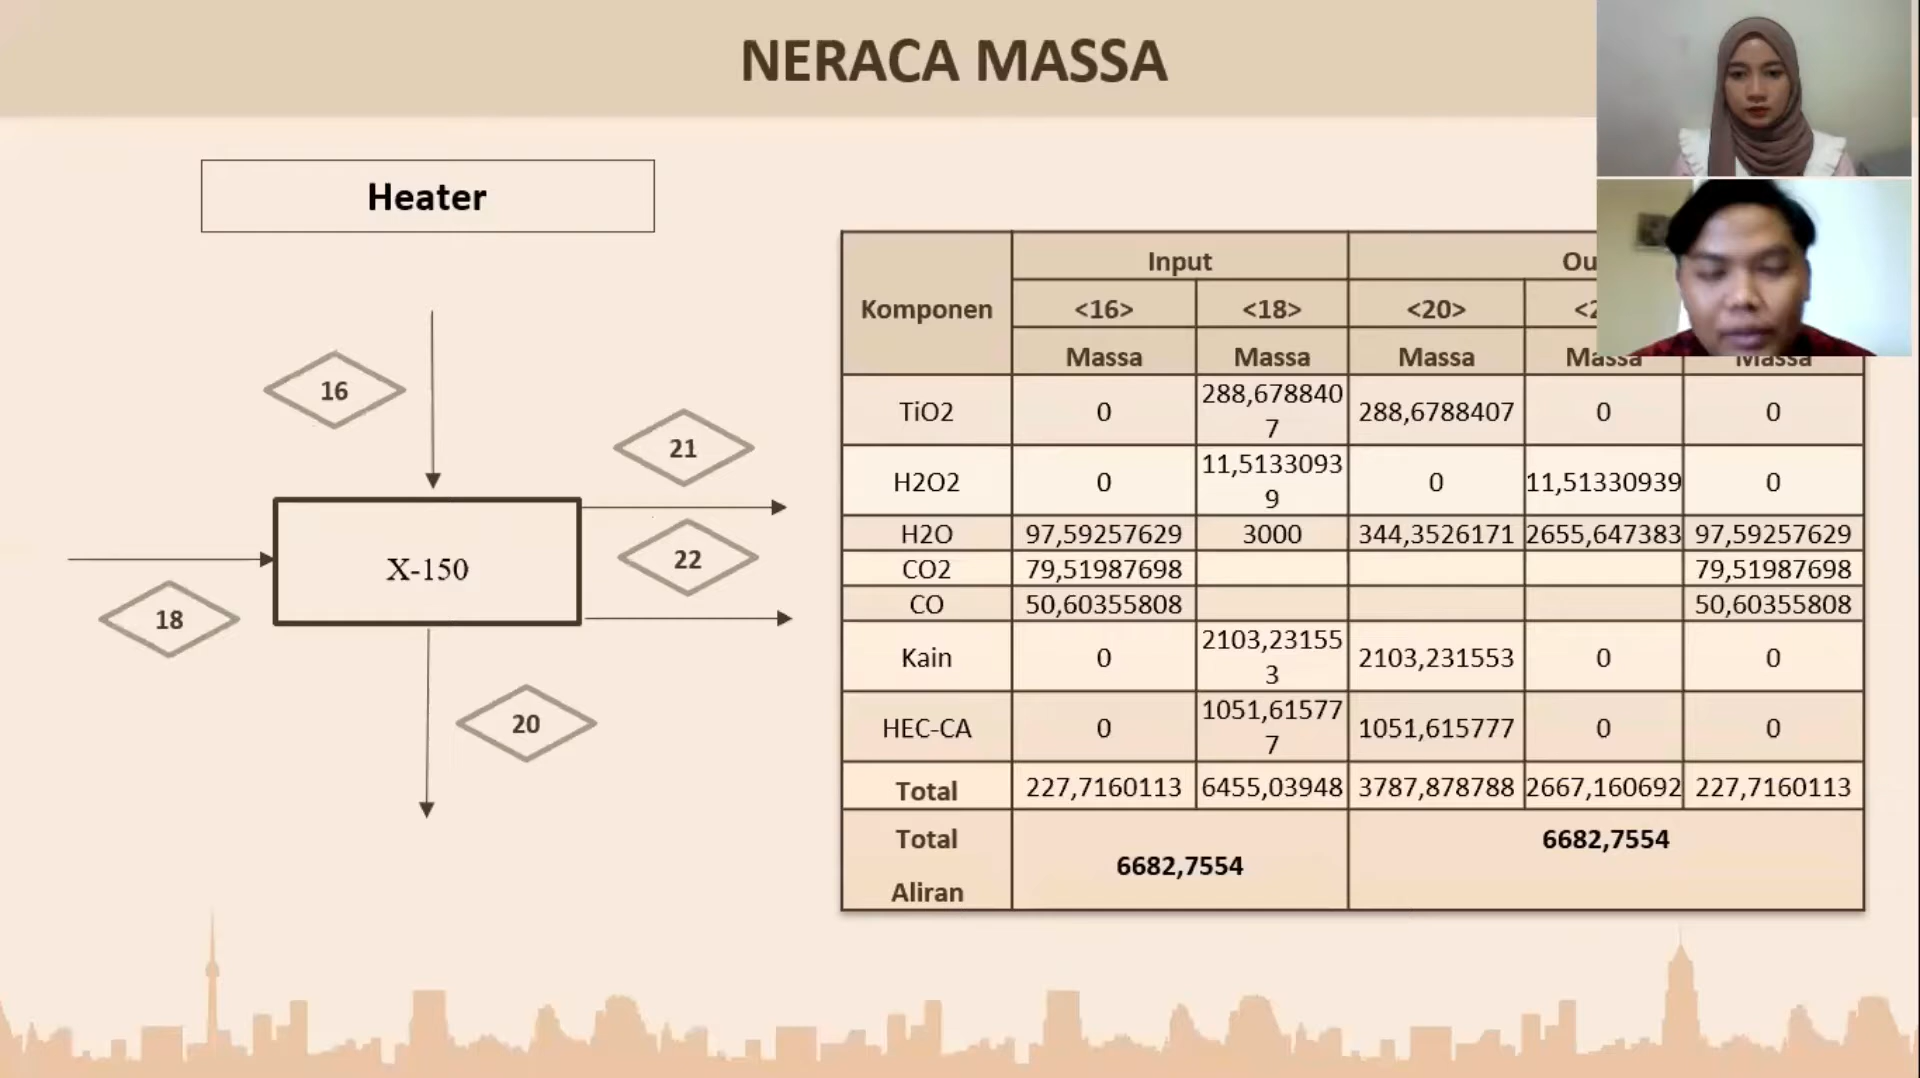 NERACA MASSA
Heater
16
21
X-150
22
18
20
Komponen
Input
<16>
<18>
<20>
Massa
Massa
Massa
Massa
Massa
TiO2
0
288,678840
7
288,6788407
0
0
H2O2
0
11,5133093
9
0
11,51330939
0
H2O
97,59257629
3000
344,3526171
2655,647383
97,59257629
CO2
79,51987698
79,51987698
CO
50,60355808
50,60355808
Kain
0
2103,23155
3
2103,231553
0
0
HEC-CA
0
1051,61577
7
1051,615777
0
0
Total
227,7160113
6455,03948
3787,878788
2667,160692
227,7160113
Total
Aliran
6682,7554
6682,7554